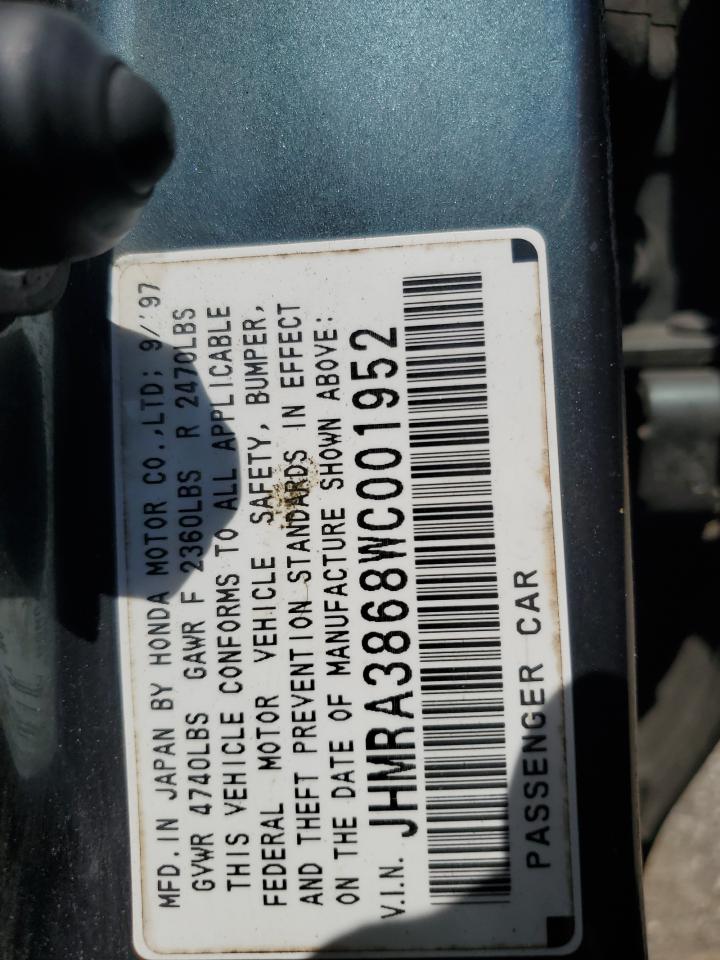 MFD. IN JAPAN BY HONDA MOTOR CO.,LTD; 9/'97
GVWR 4740LBS GAWR F 2360LBS R 2470LBS
THIS VEHICLE CONFORMS TO ALL APPLICABLE
FEDERAL MOTOR VEHICLE SAFETY, BUMPER,
AND THEFT PREVENTION STANDARDS IN EFFECT
ON THE DATE OF MANUFACTURE SHOWN ABOVE:
V.I.N. JHMRA3868WC001952
PASSENGER CAR